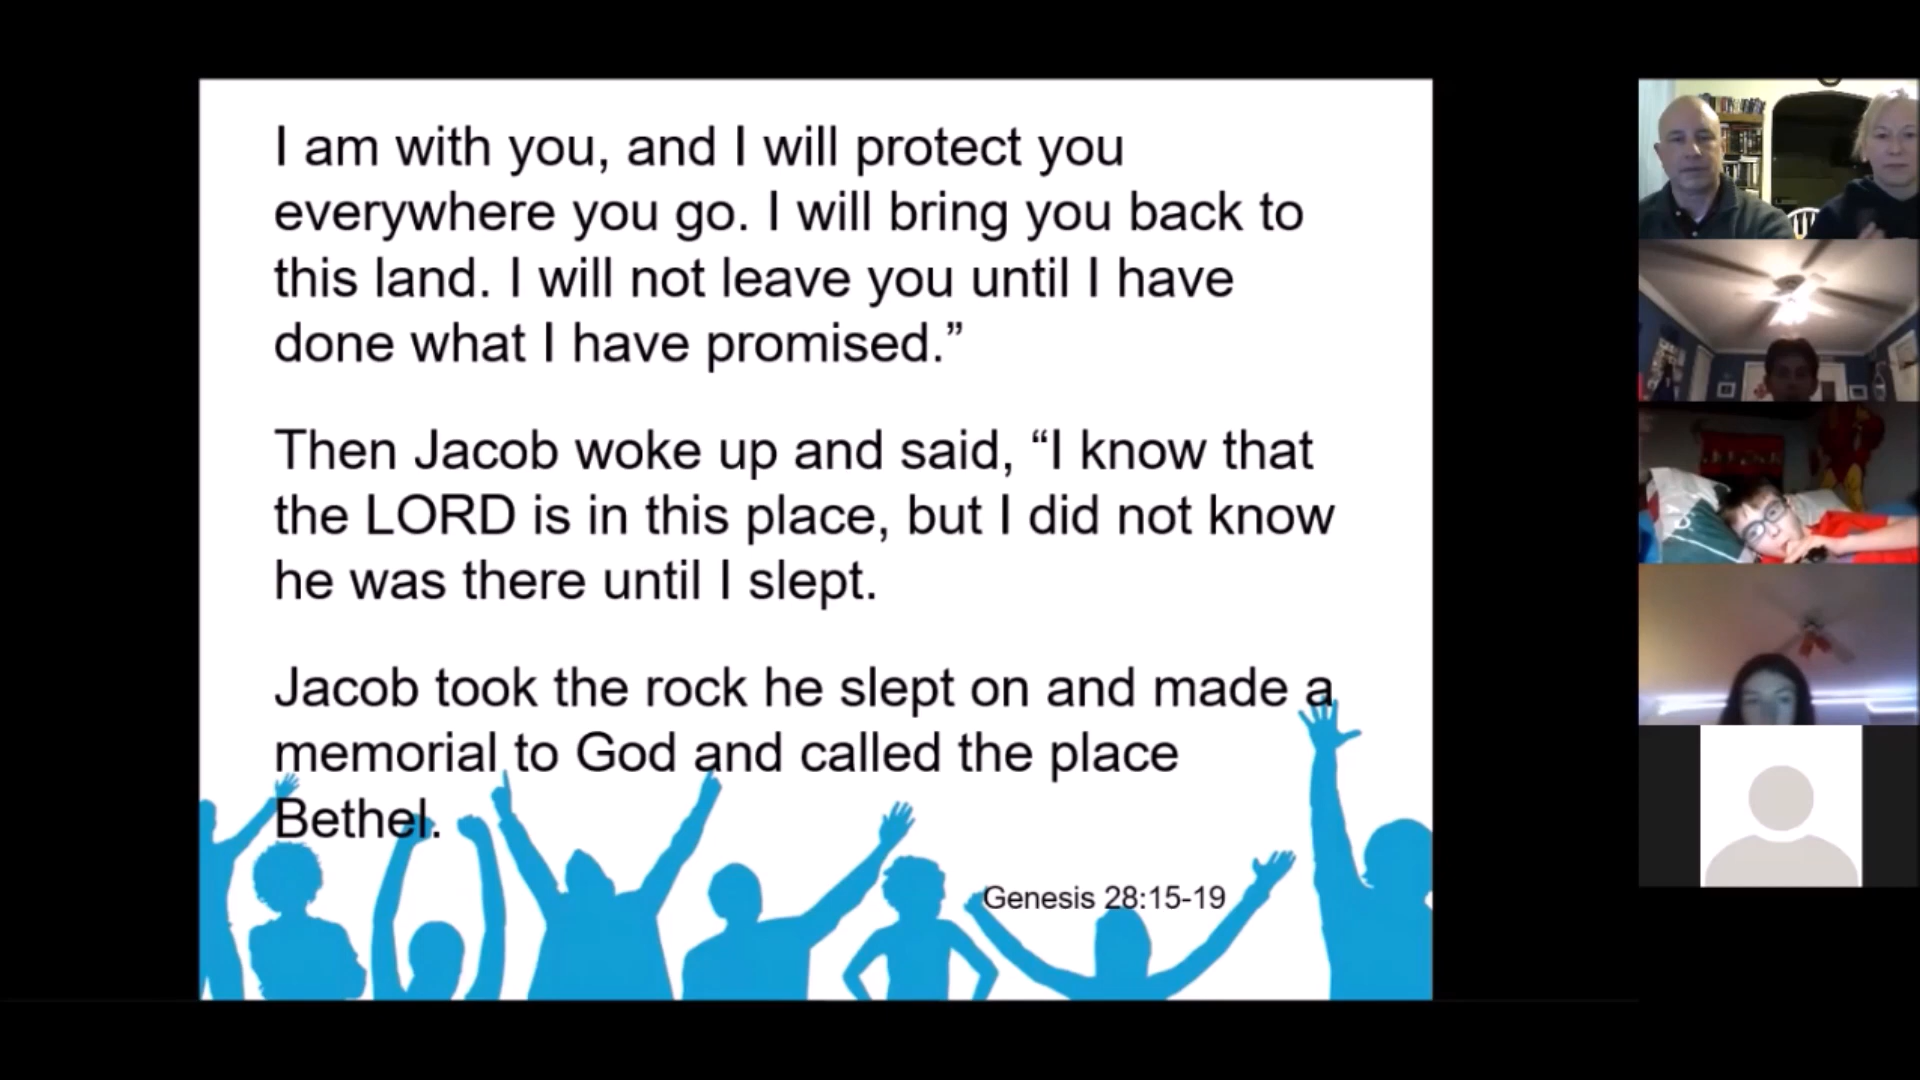 I am with you, and I will protect you
everywhere you go. I will bring you back to
this land. I will not leave you until I have
done what I have promised.”
Then Jacob woke up and said, “I know that
the LORD is in this place, but I did not know
he was there until I slept.
Jacob took the rock he slept on and made a
memorial to God and called the place
Bethel.
Genesis 28:15-19